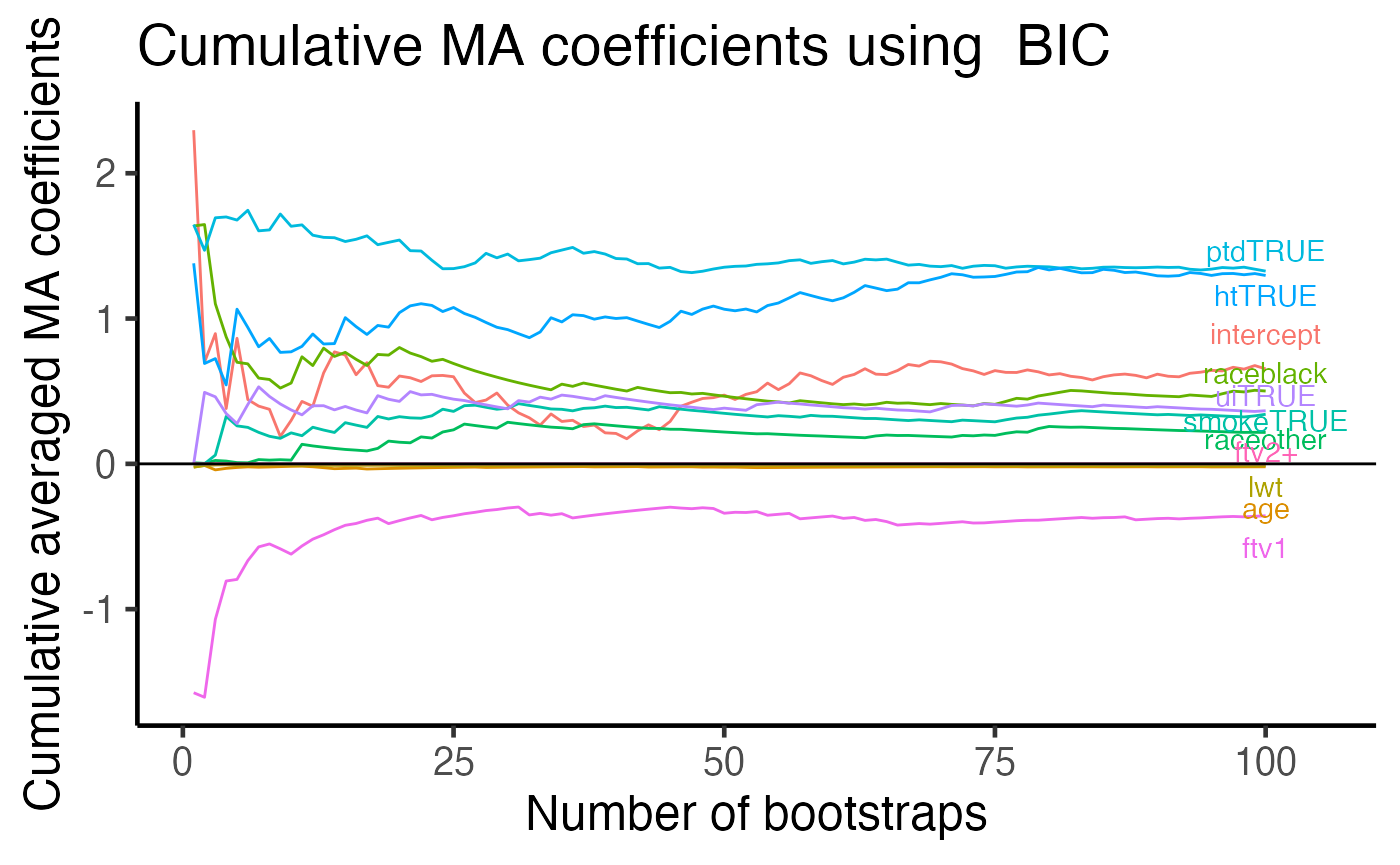 Cumulative MA coefficients using  BIC
Cumulative averaged MA coefficients
2
1
0
-1
ptdTRUE
htTRUE
intercept
raceblack
uiTRUE
smokeTRUE
raceother
ftv2+
lwt
age
ftv1
0 25 50 75 100
Number of bootstraps